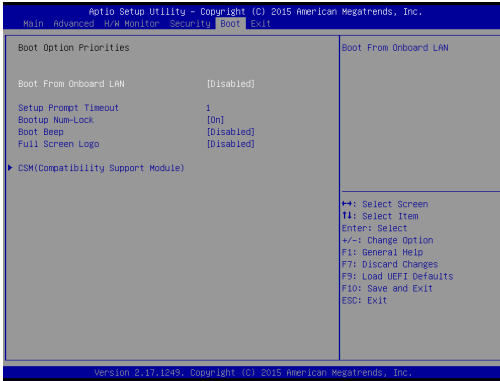 Aptio Setup Utility – Copyright (C) 2015 American Megatrends, Inc.
Main Advanced H/W Monitor Security Boot Exit
Boot Option Priorities
Boot From Onboard LAN [Disabled]
Setup Prompt Timeout 1
Bootup Num-Lock [On]
Boot Beep [Disabled]
Full Screen Logo [Disabled]
CSM(Compatibility Support Module)
Boot From Onboard LAN
↔: Select Screen
↑↓: Select Item
Enter: Select
+/-: Change Option
F1: General Help
F7: Discard Changes
F9: Load UEFI Defaults
F10: Save and Exit
ESC: Exit
Version 2.17.1249. Copyright (C) 2015 American Megatrends, Inc.